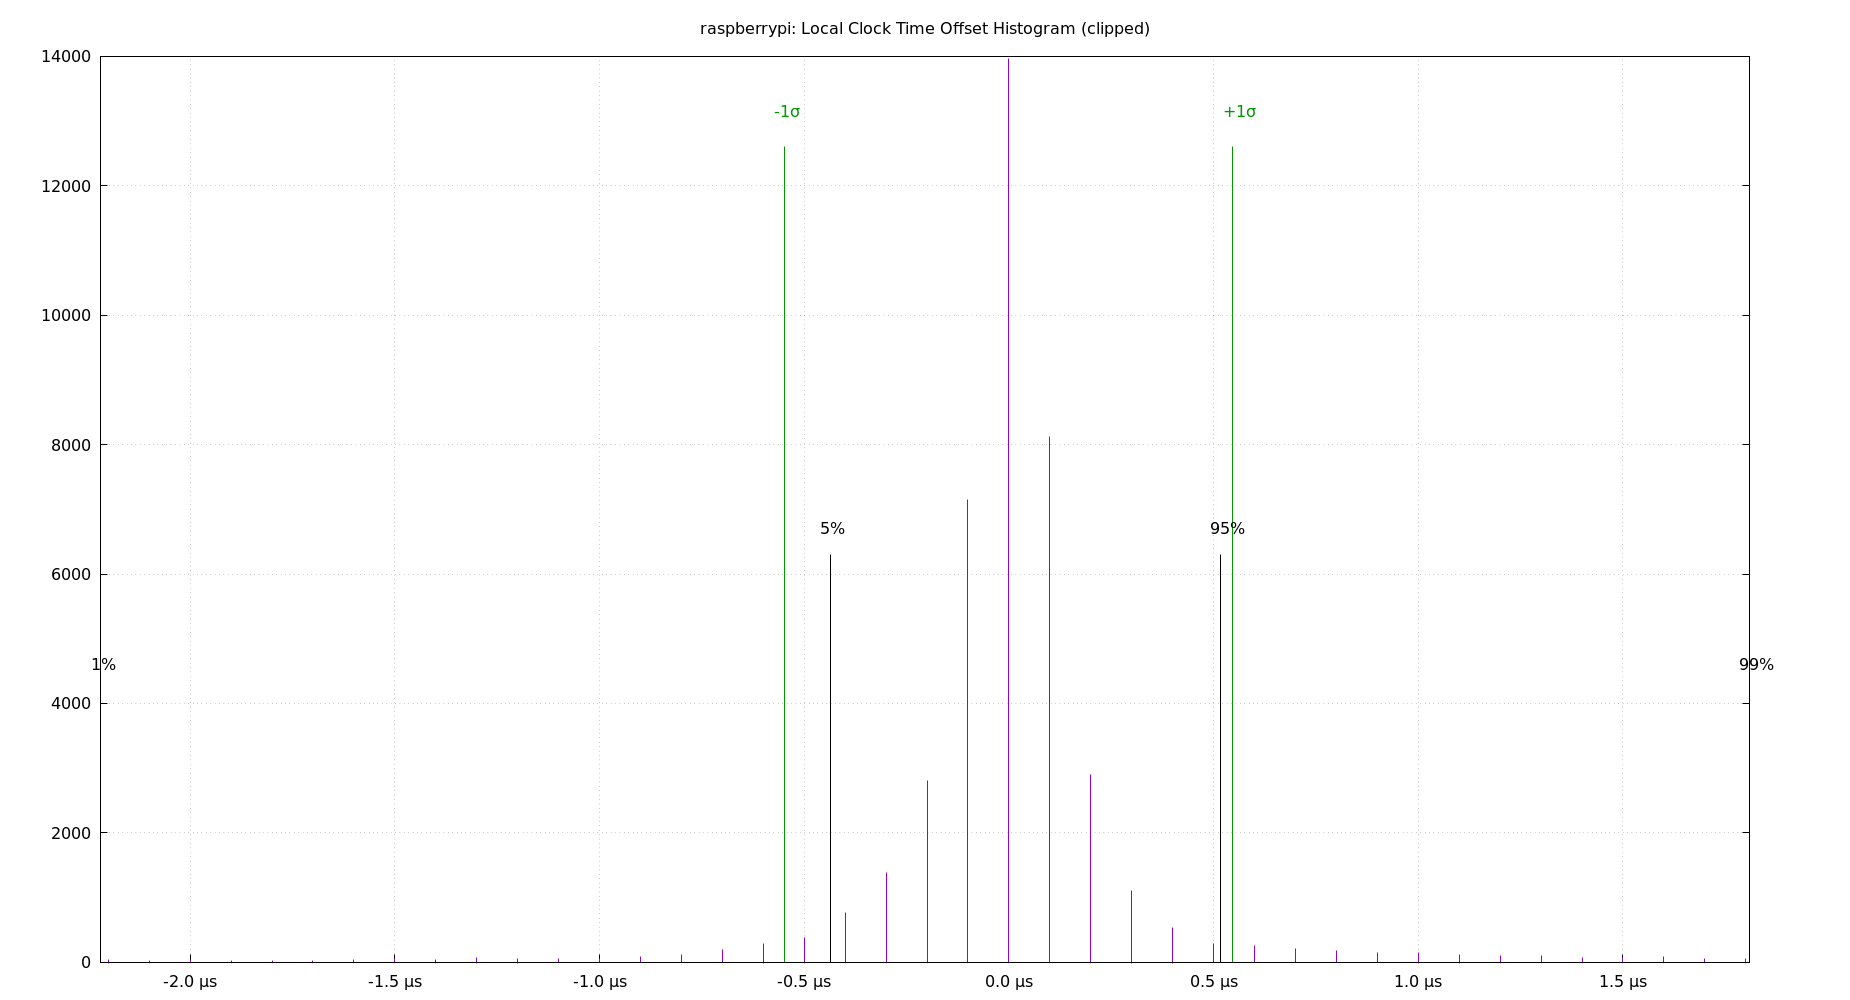 raspberrypi: Local Clock Time Offset Histogram (clipped)
14000
-1σ
+1σ
12000
10000
8000
5%
95%
6000
1%
99%
4000
2000
0
-2.0 µs
-1.5 µs
-1.0 µs
-0.5 µs
0.0 µs
0.5 µs
1.0 µs
1.5 µs